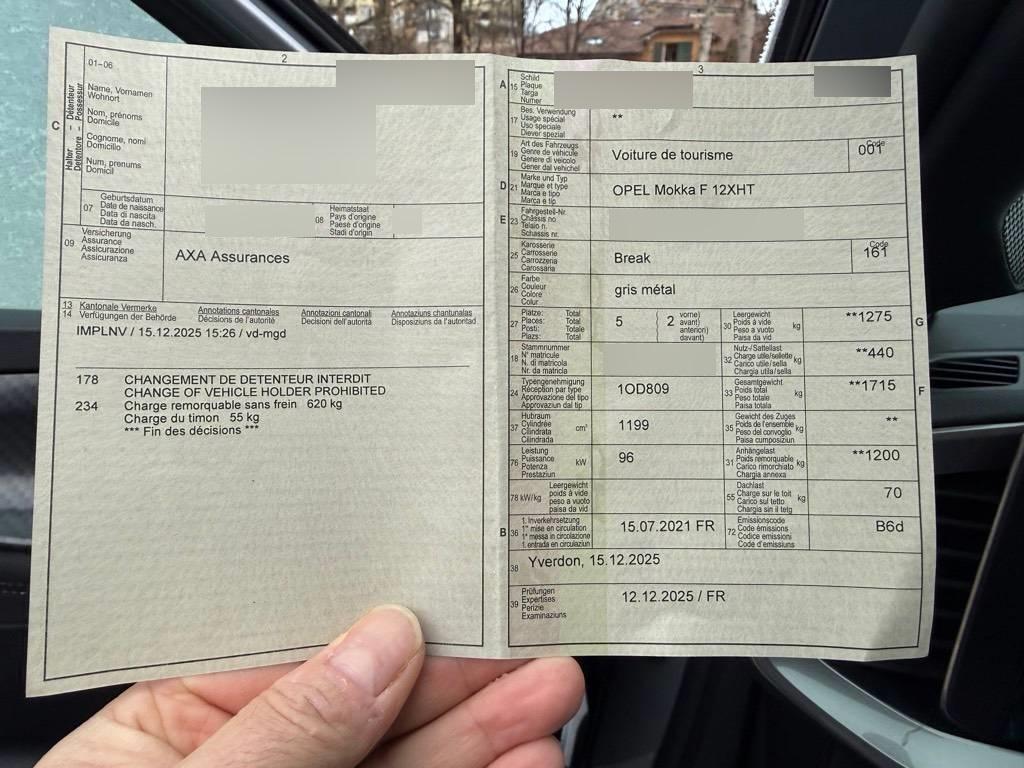 2
01-06
Name, Vornamen
Wohnort
Nom, prénoms
Domicile
Cognome, nomi
Domicilio
Num, prenums
Domicil
C
Halter – Détenteur
Detentore – Possessur
07
Geburtsdatum
Date de naissance
Data di nascita
Data da nasch.
08
Heimatstaat
Pays d'origine
Paese d'origine
Stadi d'origin
09
Versicherung
Assurance
Assicurazione
Assicuranza
AXA Assurances
13 Kantonale Vermerke Annotations cantonales Annotazioni cantonali Annotaziuns chantunalas
14 Verfügungen der Behörde Décisions de l'autorité Decisioni dell'autorità Disposiziuns da l'autoritad
IMPLNV / 15.12.2025 15:26 / vd-mgd
178 CHANGEMENT DE DETENTEUR INTERDIT
CHANGE OF VEHICLE HOLDER PROHIBITED
234 Charge remorquable sans frein 620 kg
Charge du timon 55 kg
*** Fin des décisions ***
3
A 15
Schild
Plaque
Targa
Numer
17
Bes. Verwendung
Usage spécial
Uso speciale
Diever spezial
**
19
Art des Fahrzeugs
Genre de véhicule
Genere di veicolo
Gener dal vehichel
Voiture de tourisme
Code
001
D 21
Marke und Typ
Marque et type
Marca e tipo
Marca e tip
OPEL Mokka F 12XHT
E 23
Fahrgestell-Nr.
Châssis no
Telaio n.
Schassis nr.
25
Karosserie
Carrosserie
Carrozzeria
Carossaria
Break
Code
161
26
Farbe
Couleur
Colore
Colur
gris métal
27
Plätze: Total
Places: Total
Posti: Totale
Plazs: Total
5
2
vorne)
avant)
anteriori)
davant)
30
Leergewicht
Poids à vide
Peso a vuoto
Paisa da vid
kg
**1275
G
18
Stammnummer
N° matricule
N. di matricola
Nr. da matricla
32
Nutz-/Sattellast
Charge utile/sellette
Carico utile/sella
Chargia utila/sella
kg
**440
24
Typengenehmigung
Réception par type
Approvazione del tipo
Approvaziun dal tip
1OD809
33
Gesamtgewicht
Poids total
Peso totale
Paisa totala
kg
**1715
F
37
Hubraum
Cylindrée
Cilindrata
Cilindrada
cm³
1199
35
Gewicht des Zuges
Poids de l'ensemble
Peso del convoglio
Paisa cumposiziun
kg
**
76
Leistung
Puissance
Potenza
Prestaziun
kW
96
31
Anhängelast
Poids remorquable
Carico rimorchiato
Chargia annexa
kg
**1200
78 kW/kg
Leergewicht
poids à vide
peso a vuoto
paisa da vid
55
Dachlast
Charge sur le toit
Carico sul tetto
Chargia sin il tetg
kg
70
B 36
1. Inverkehrsetzung
1re mise en circulation
1a messa in circolazione
1. entrada en circulaziun
15.07.2021 FR
72
Emissionscode
Code émissions
Codice emissioni
Code d'emissiuns
B6d
38
Yverdon, 15.12.2025
39
Prüfungen
Expertises
Perizie
Examinaziuns
12.12.2025 / FR